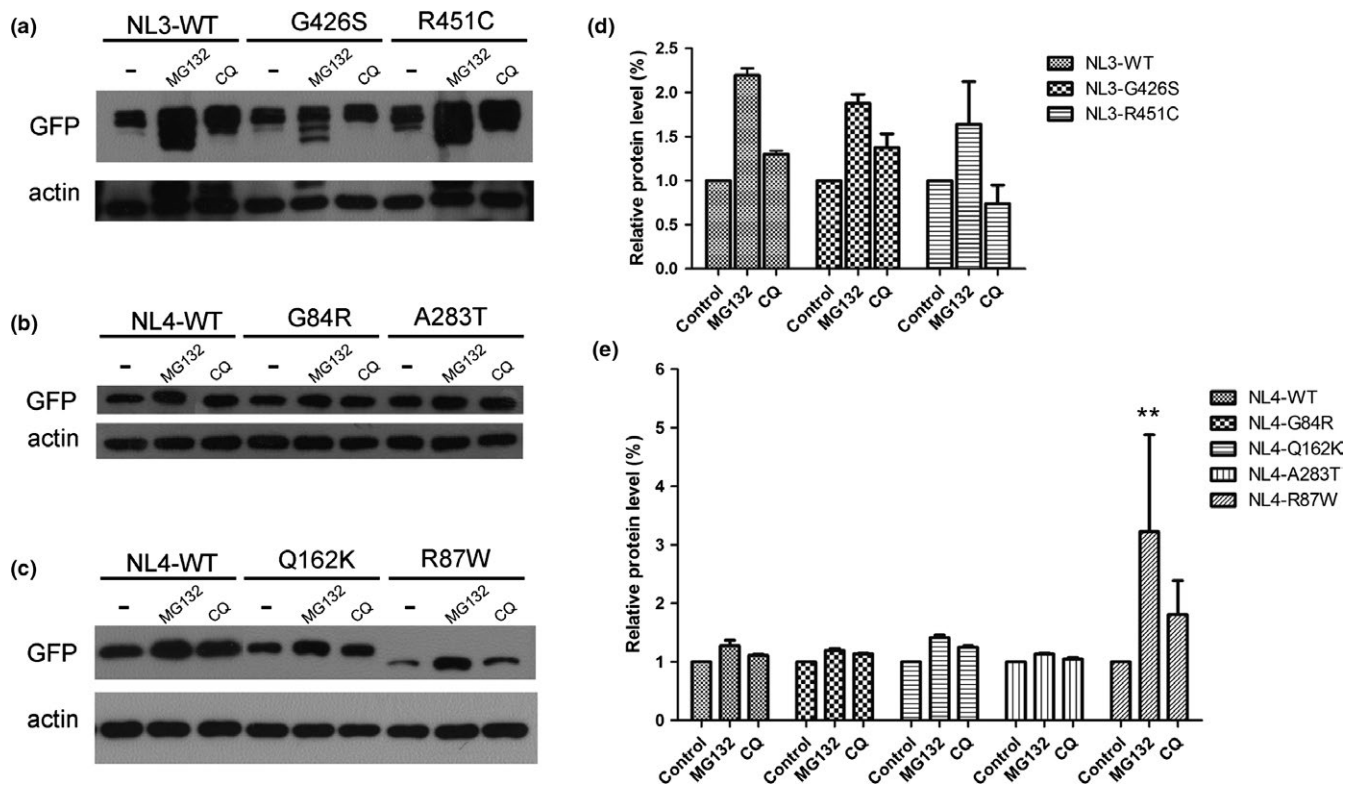 (a)
NL3-WT G426S R451C
– MG132 CQ – MG132 CQ – MG132 CQ
GFP
actin
(b)
NL4-WT G84R A283T
– MG132 CQ – MG132 CQ – MG132 CQ
GFP
actin
(c)
NL4-WT Q162K R87W
– MG132 CQ – MG132 CQ – MG132 CQ
GFP
actin
(d)
Relative protein level (%)
2.5
2.0
1.5
1.0
0.5
0.0
Control MG132 CQ Control MG132 CQ Control MG132 CQ
NL3-WT
NL3-G426S
NL3-R451C
(e)
Relative protein level (%)
6
5
4
3
2
1
0
**
Control MG132 CQ Control MG132 CQ Control MG132 CQ Control MG132 CQ Control MG132 CQ
NL4-WT
NL4-G84R
NL4-Q162K
NL4-A283T
NL4-R87W